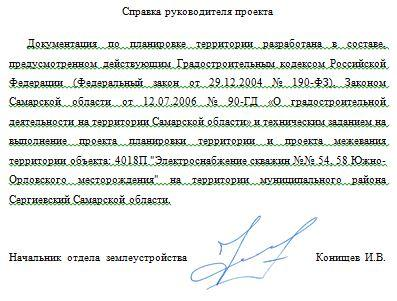 Справка руководителя проекта
Документация по планировке территории разработана в составе,
предусмотренном действующим Градостроительным кодексом Российской
Федерации (Федеральный закон от 29.12.2004 № 190-ФЗ), Законом
Самарской области от 12.07.2006 № 90-ГД «О градостроительной
деятельности на территории Самарской области» и техническим заданием на
выполнение проекта планировки территории и проекта межевания
территории объекта: 4018П "Электроснабжение скважин №№ 54, 58 Южно-
Орловского месторождения" на территории муниципального района
Сергиевский Самарской области.
Начальник отдела землеустройства Конищев И.В.